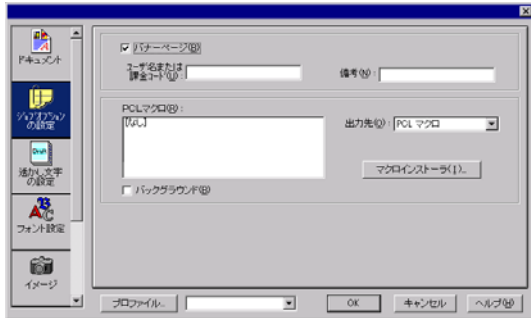 ドキュメント
ジョブオプション
の設定
透かし文字
の設定
フォント設定
イメージ
バナーページ(B)
ユーザ名または
課金コード(U):
備考(N):
PCLマクロ(R):
[なし]
バックグラウンド(B)
出力先(O):
PCL マクロ
マクロインストーラ(I)...
プロファイル...
OK
キャンセル
ヘルプ(H)